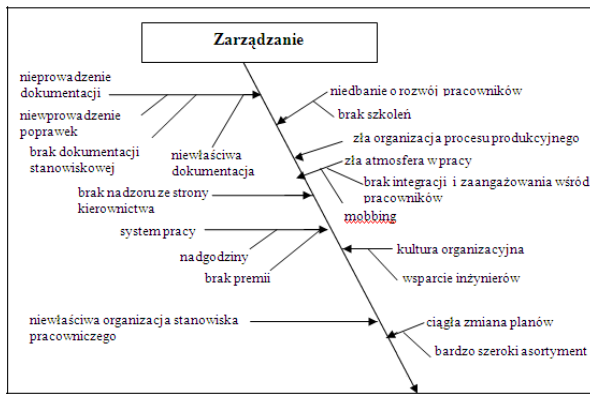 Zarządzanie
nieprowadzenie
dokumentacji
niewprowadzenie
poprawek
brak dokumentacji
stanowiskowej
niewłaściwa
dokumentacja
brak nadzoru ze strony
kierownictwa
system pracy
nadgodziny
brak premii
niewłaściwa organizacja stanowiska
pracowniczego
niedbanie o rozwój pracowników
brak szkoleń
zła organizacja procesu produkcyjnego
zła atmosfera w pracy
brak integracji i zaangażowania wśród
pracowników
mobbing
kultura organizacyjna
wsparcie inżynierów
ciągła zmiana planów
bardzo szeroki asortyment